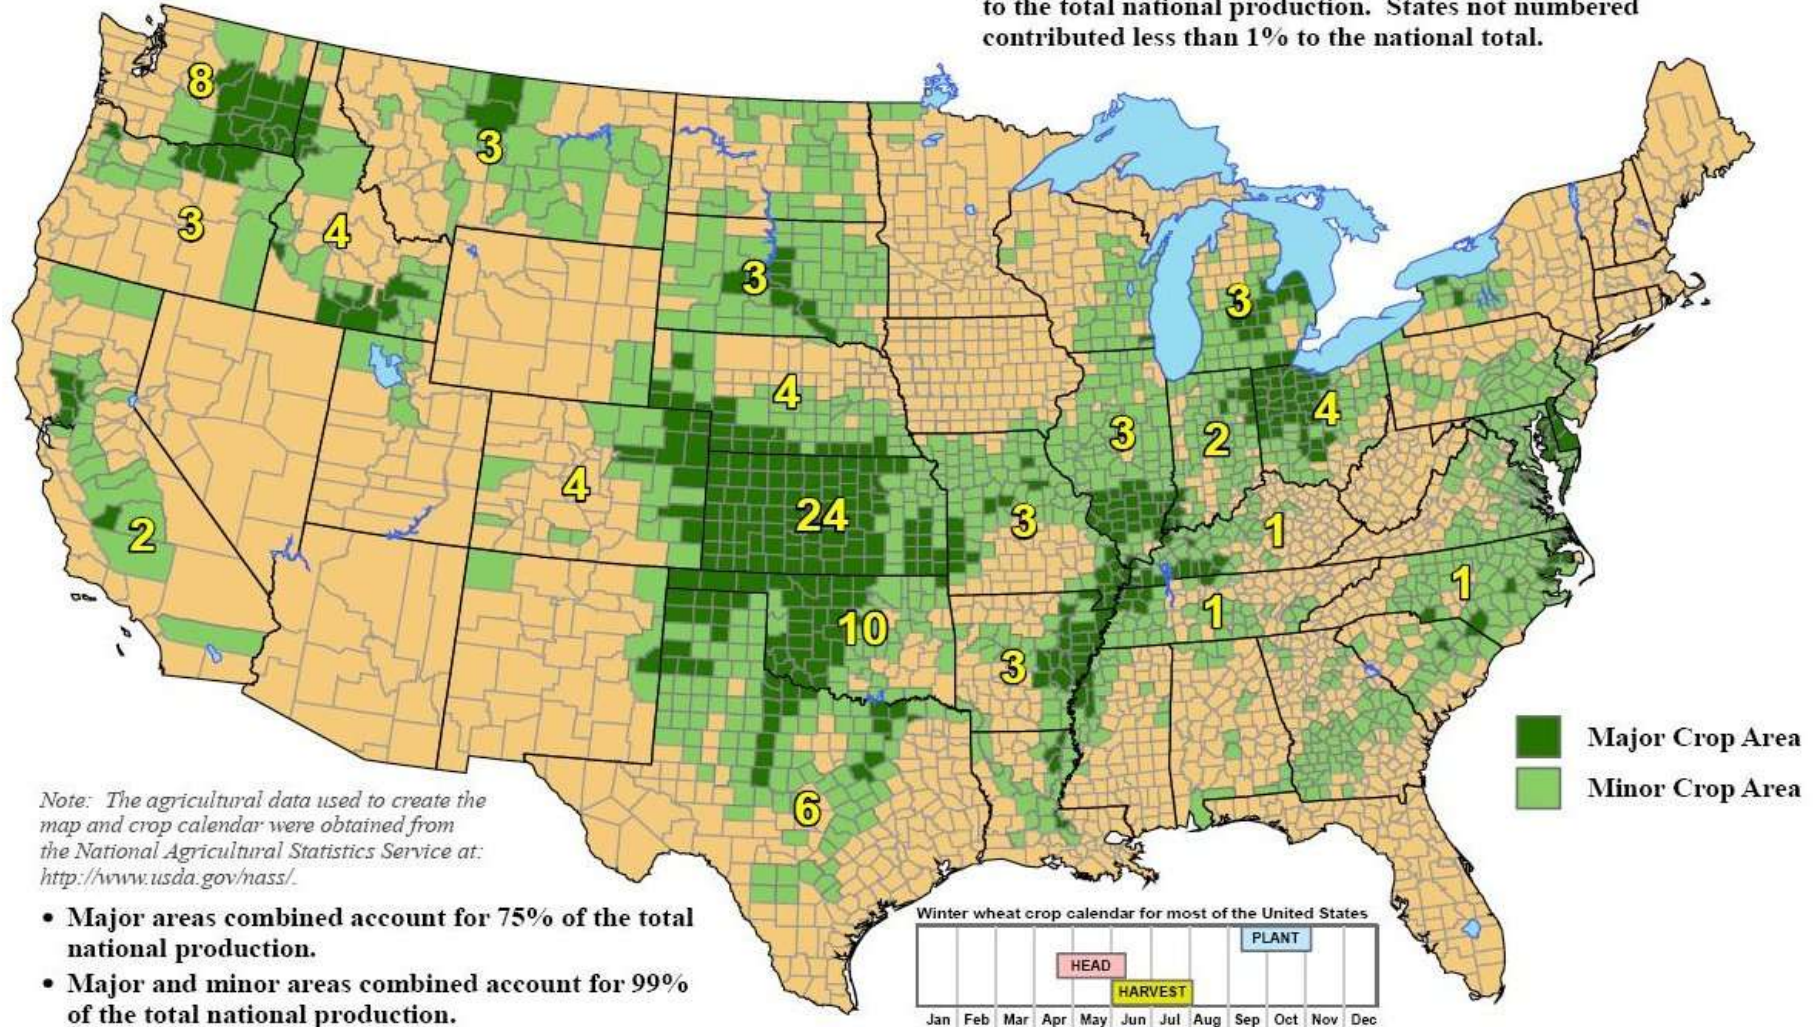 to the total national production. States not numbered
contributed less than 1% to the national total.
8
3
3
4
3
3
4
4
3
2
4
24
3
1
2
10
1
1
3
6
Major Crop Area
Minor Crop Area
Note: The agricultural data used to create the
map and crop calendar were obtained from
the National Agricultural Statistics Service at:
http://www.usda.gov/nass/.
• Major areas combined account for 75% of the total
national production.
• Major and minor areas combined account for 99%
of the total national production.
Winter wheat crop calendar for most of the United States
PLANT
HEAD
HARVEST
Jan Feb Mar Apr May Jun Jul Aug Sep Oct Nov Dec